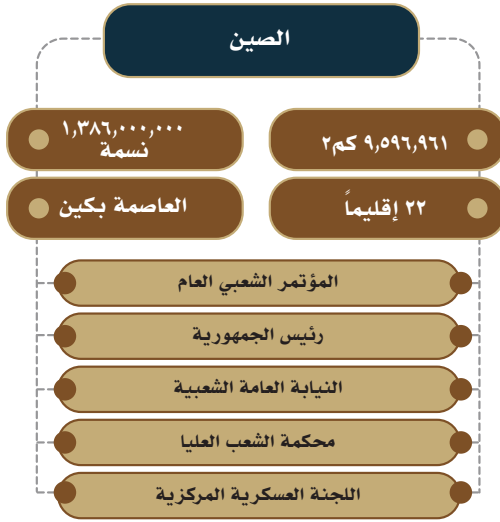 الصين
٩,٥٩٦,٩٦١ كم٢
١,٣٨٦,٠٠٠,٠٠٠
نسمة
٢٢ إقليماً
العاصمة بكين
المؤتمر الشعبي العام
رئيس الجمهورية
النيابة العامة الشعبية
محكمة الشعب العليا
اللجنة العسكرية المركزية